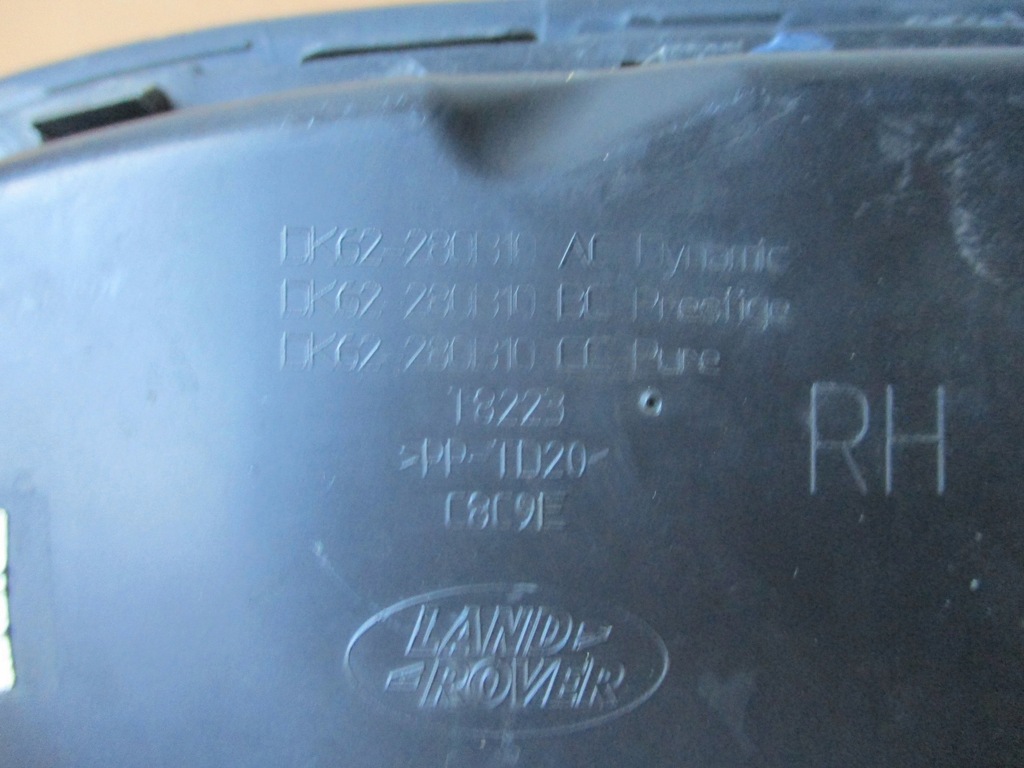 DK62-280B10 AC Dynamic
DK62-280B10 BC Prestige
DK62-280B10 CC Pure
T8223
>PP-TD20<
C8C9E
RH
LAND
ROVER